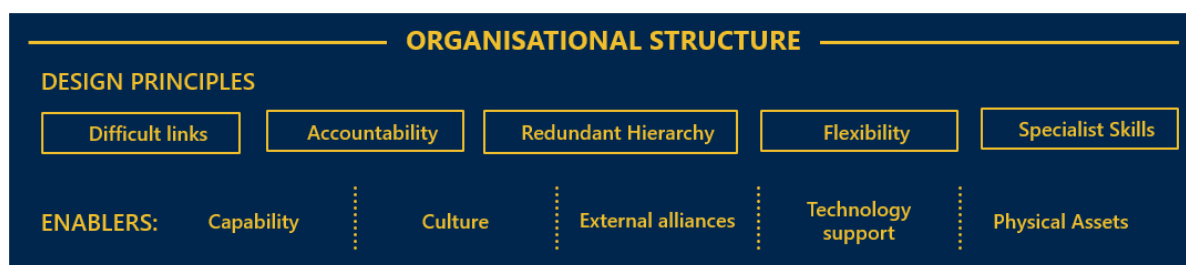 ORGANISATIONAL STRUCTURE
DESIGN PRINCIPLES
Difficult links
Accountability
Redundant Hierarchy
Flexibility
Specialist Skills
ENABLERS:
Capability
Culture
External alliances
Technology
support
Physical Assets